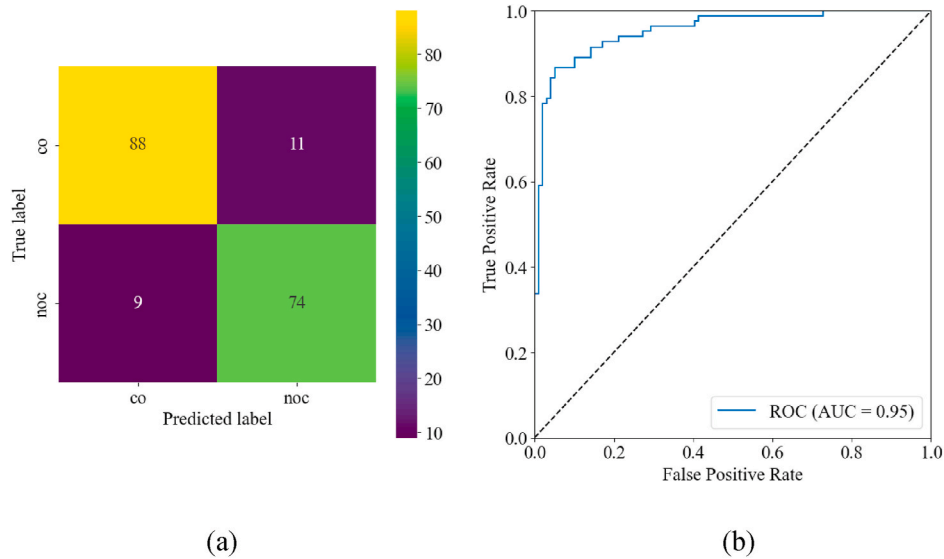 88
11
9
74
co
noc
True label
co
noc
Predicted label
80
70
60
50
40
30
20
10
(a)
1.0
0.8
0.6
0.4
0.2
0.0
True Positive Rate
0.0
0.2
0.4
0.6
0.8
1.0
False Positive Rate
ROC (AUC = 0.95)
(b)